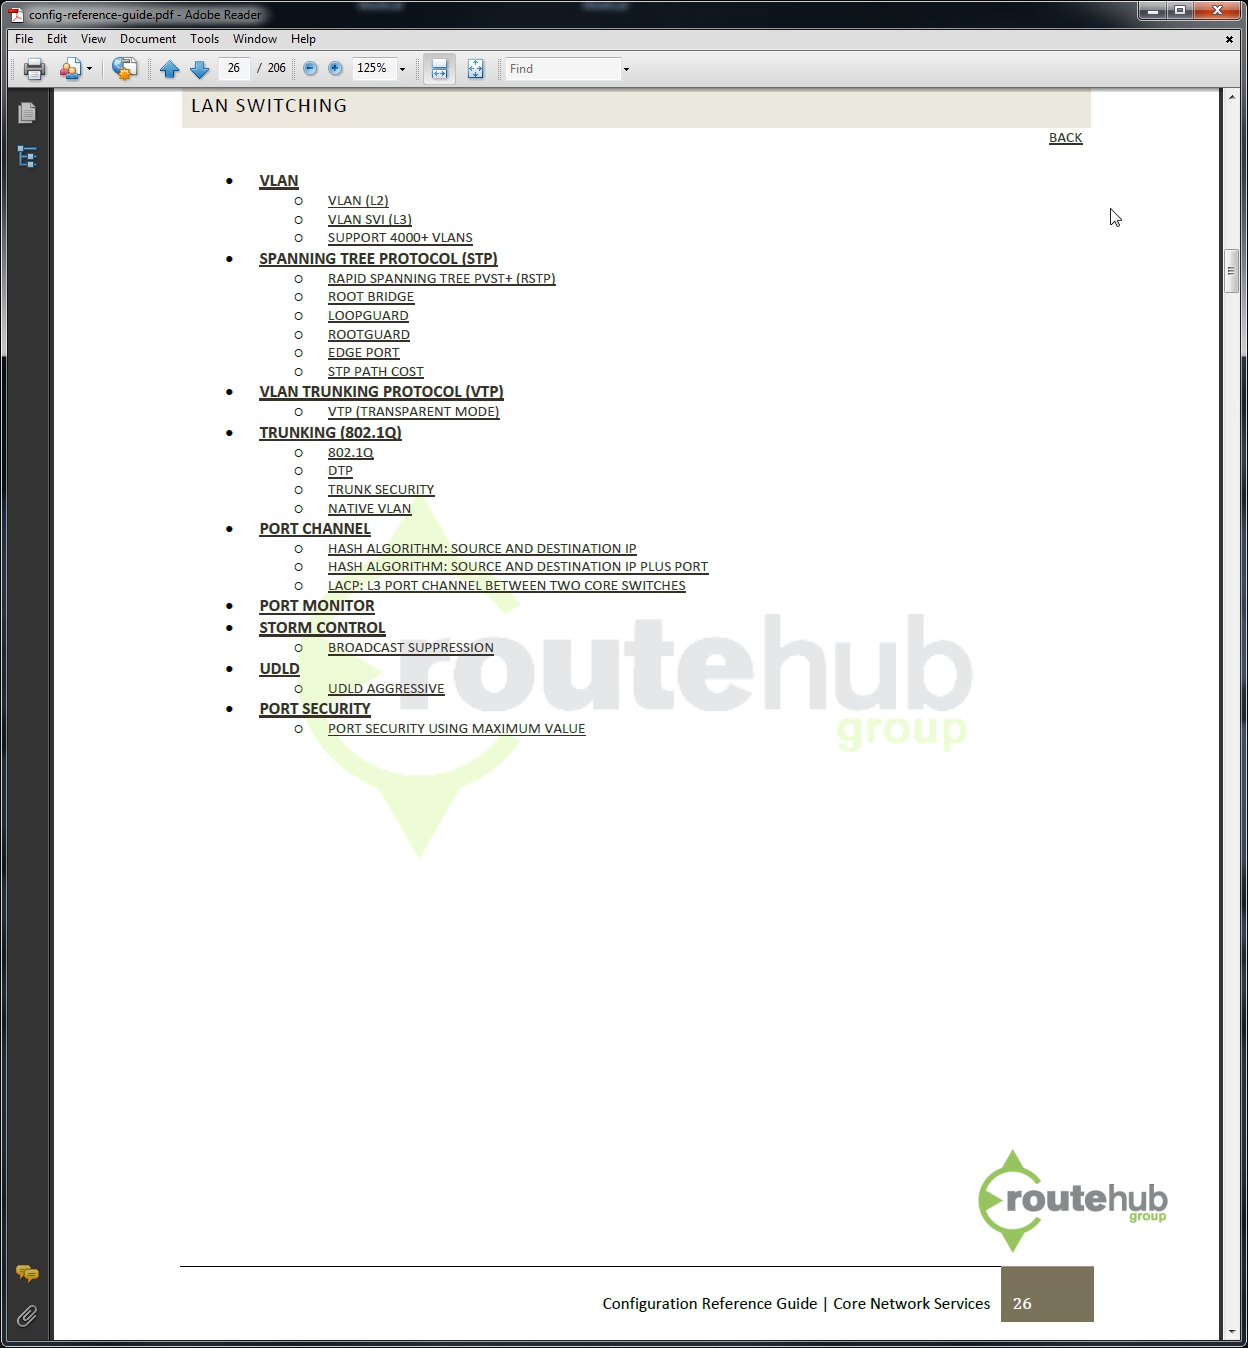 config-reference-guide.pdf - Adobe Reader
File Edit View Document Tools Window Help
26 / 206 125% Find
LAN SWITCHING
BACK
VLAN
VLAN (L2)
VLAN SVI (L3)
SUPPORT 4000+ VLANS
SPANNING TREE PROTOCOL (STP)
RAPID SPANNING TREE PVST+ (RSTP)
ROOT BRIDGE
LOOPGUARD
ROOTGUARD
EDGE PORT
STP PATH COST
VLAN TRUNKING PROTOCOL (VTP)
VTP (TRANSPARENT MODE)
TRUNKING (802.1Q)
802.1Q
DTP
TRUNK SECURITY
NATIVE VLAN
PORT CHANNEL
HASH ALGORITHM: SOURCE AND DESTINATION IP
HASH ALGORITHM: SOURCE AND DESTINATION IP PLUS PORT
LACP: L3 PORT CHANNEL BETWEEN TWO CORE SWITCHES
PORT MONITOR
STORM CONTROL
BROADCAST SUPPRESSION
UDLD
UDLD AGGRESSIVE
PORT SECURITY
PORT SECURITY USING MAXIMUM VALUE
routehub
group
routehub
group
Configuration Reference Guide | Core Network Services 26